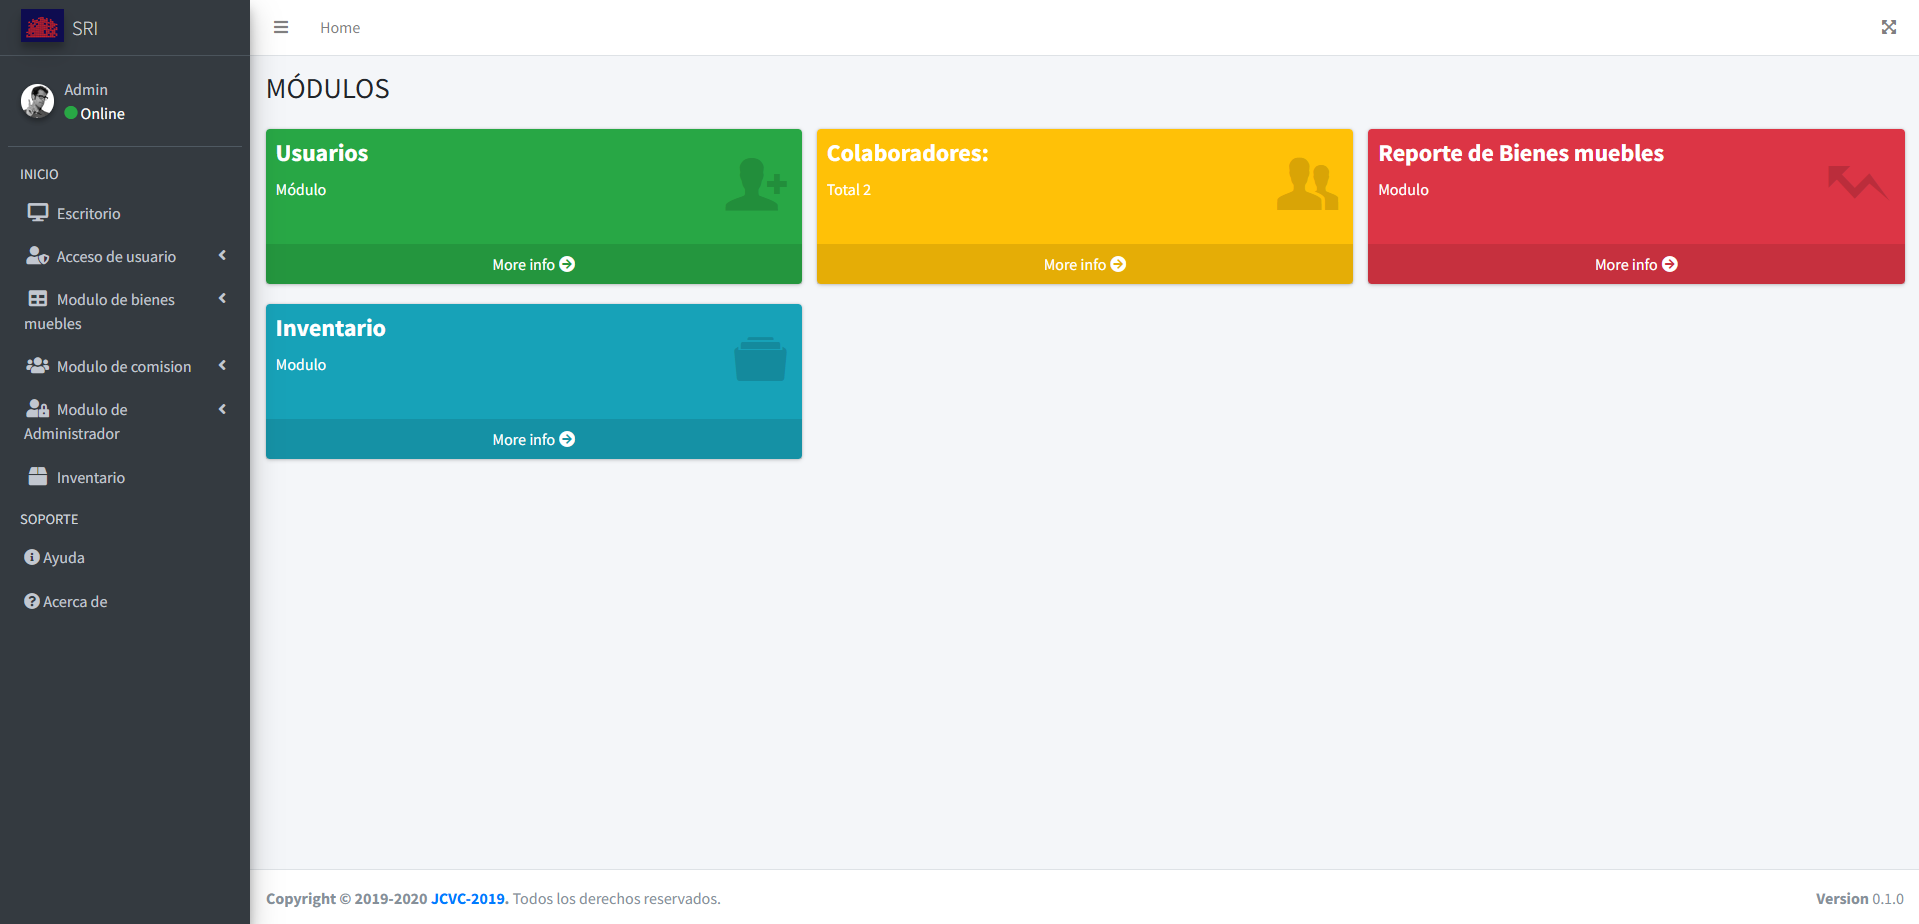 SRI
Admin
Online
INICIO
Escritorio
Acceso de usuario
Modulo de bienes
muebles
Modulo de comision
Modulo de
Administrador
Inventario
SOPORTE
Ayuda
Acerca de
Home
MÓDULOS
Usuarios
Módulo
More info
Colaboradores:
Total 2
More info
Reporte de Bienes muebles
Modulo
More info
Inventario
Modulo
More info
Copyright © 2019-2020 JCVC-2019. Todos los derechos reservados.
Version 0.1.0